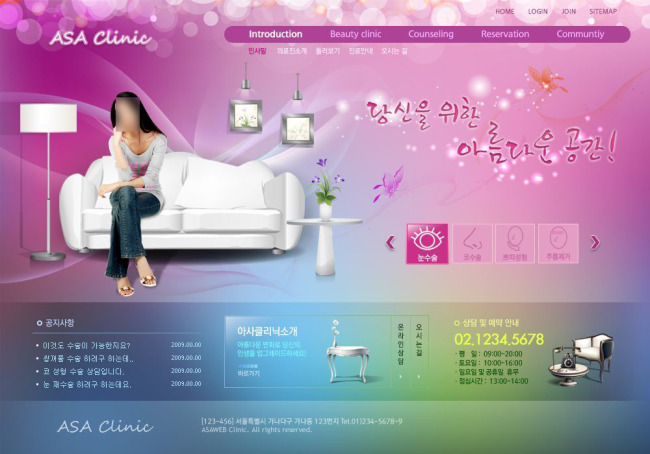 HOME LOGIN JOIN SITEMAP
ASA Clinic
Introduction Beauty clinic Counseling Reservation Communtiy
인사말 의료진소개 둘러보기 진료안내 오시는 길
당신을 위한
아름다운 공간!
눈수술 코수술 쁘띠성형 주름제거
공지사항
이것도 수술이 가능한지요? 2009.00.00
쌍꺼풀 수술 하려구 하는데.. 2009.00.00
코 성형 수술 상담입니다. 2009.00.00
눈 재수술 하려구 하는데요. 2009.00.00
아사클리닉소개
아름다운 변화로 당신의
인생을 업그레이드하세요!
바로가기
온라인상담
오시는길
상담 및 예약 안내
02.1234.5678
· 평 일 : 09:00~20:00
· 토요일 : 10:00~16:00
· 일요일 및 공휴일 휴무
· 점심시간 : 13:00~14:00
ASA Clinic
[123-456] 서울특별시 가나다구 가나동 123번지 Tel.01)234-5678-9
ASAWEB Clinic. All rights reserved.